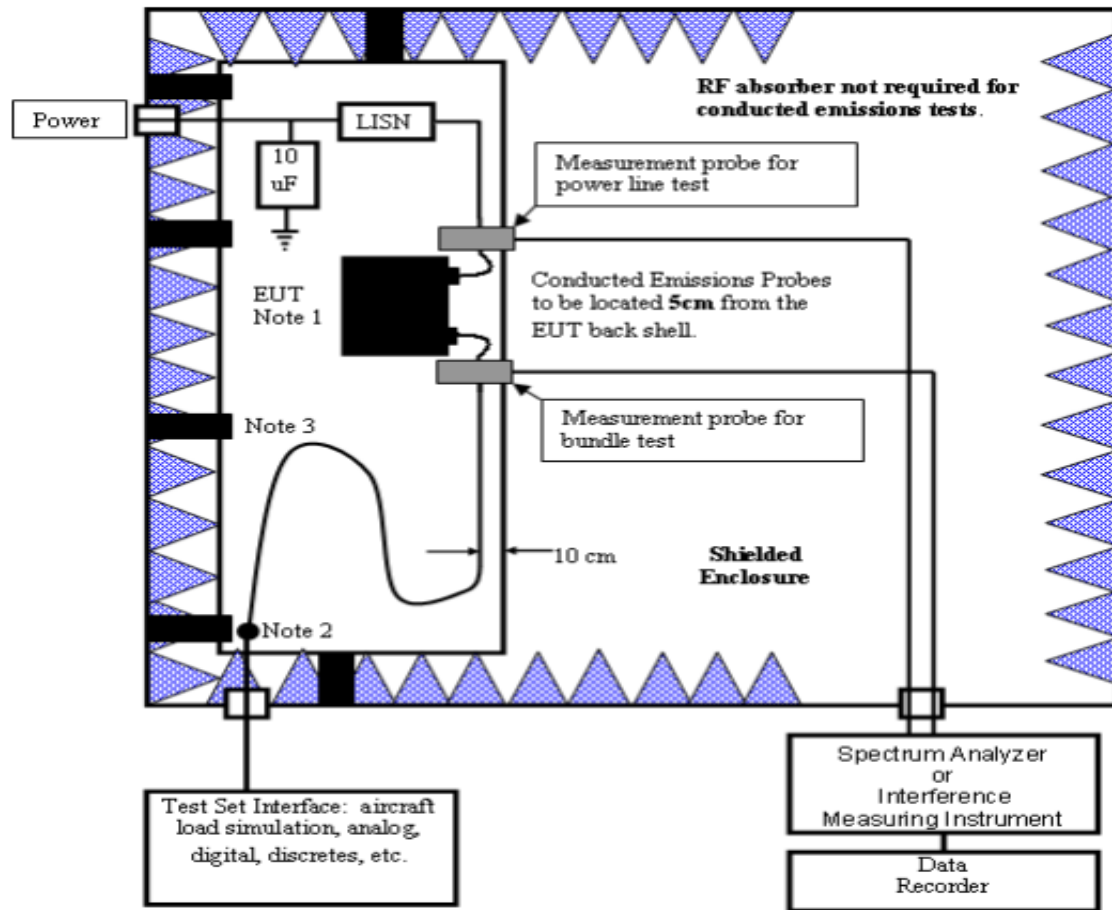 RF absorber not required for
conducted emissions tests.
Power
LISN
10
uF
Measurement probe for
power line test
EUT
Note 1
Conducted Emissions Probes
to be located 5cm from the
EUT back shell.
Measurement probe for
bundle test
Note 3
10 cm
Shielded
Enclosure
Note 2
Spectrum Analyzer
or
Interference
Measuring Instrument
Data
Recorder
Test Set Interface: aircraft
load simulation, analog,
digital, discretes, etc.